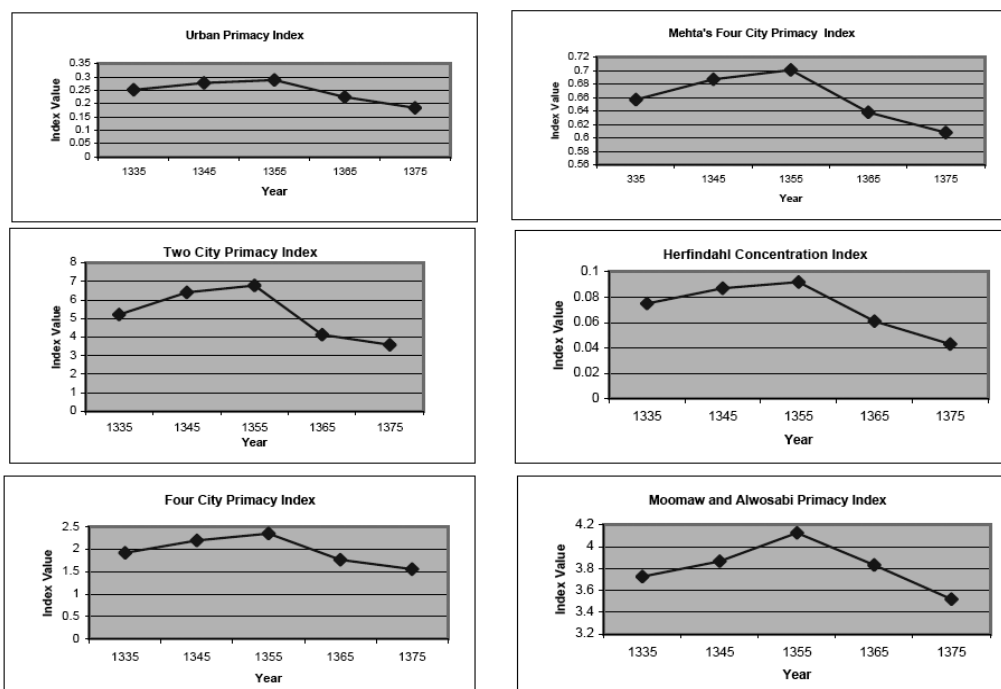 Urban Primacy Index
Index Value
0.35
0.3
0.25
0.2
0.15
0.1
0.05
0
1335 1345 1355 1365 1375
Year
Mehta's Four City Primacy Index
Index Value
0.72
0.7
0.68
0.66
0.64
0.62
0.6
0.58
0.56
335 1345 1355 1365 1375
Year
Two City Primacy Index
Index Value
8
7
6
5
4
3
2
1
0
1335 1345 1355 1365 1375
Year
Herfindahl Concentration Index
Index Value
0.1
0.08
0.06
0.04
0.02
0
1335 1345 1355 1365 1375
Year
Four City Primacy Index
Index Value
2.5
2
1.5
1
0.5
0
1335 1345 1355 1365 1375
Year
Moomaw and Alwosabi Primacy Index
Index Value
4.2
4
3.8
3.6
3.4
3.2
1335 1345 1355 1365 1375
Year